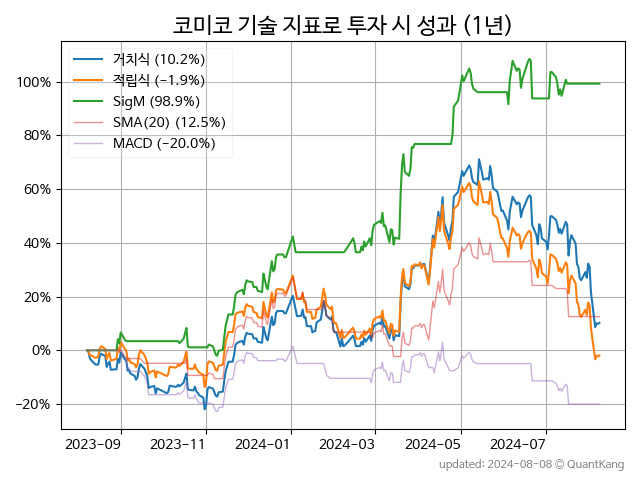 코미코 기술 지표로 투자 시 성과 (1년)
거치식 (10.2%)
적립식 (−1.9%)
SigM (98.9%)
SMA(20) (12.5%)
MACD (−20.0%)
100%
80%
60%
40%
20%
0%
−20%
2023-09 2023-11 2024-01 2024-03 2024-05 2024-07
updated: 2024-08-08 © QuantKang